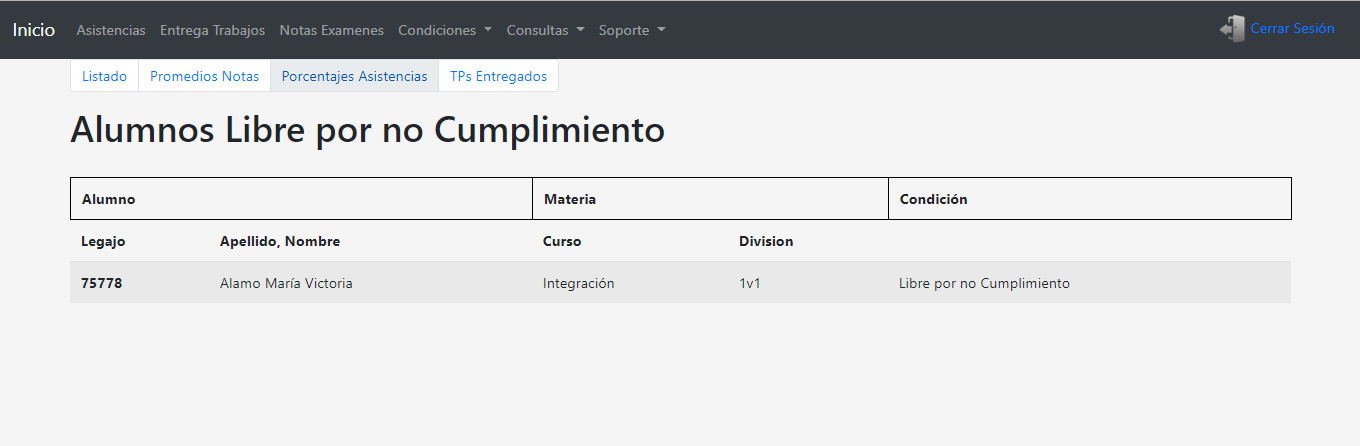 Inicio Asistencias Entrega Trabajos Notas Examenes Condiciones Consultas Soporte Cerrar Sesión
Listado Promedios Notas Porcentajes Asistencias TPs Entregados
Alumnos Libre por no Cumplimiento
Alumno Materia Condición
Legajo Apellido, Nombre Curso Division
75778 Alamo María Victoria Integración 1v1 Libre por no Cumplimiento